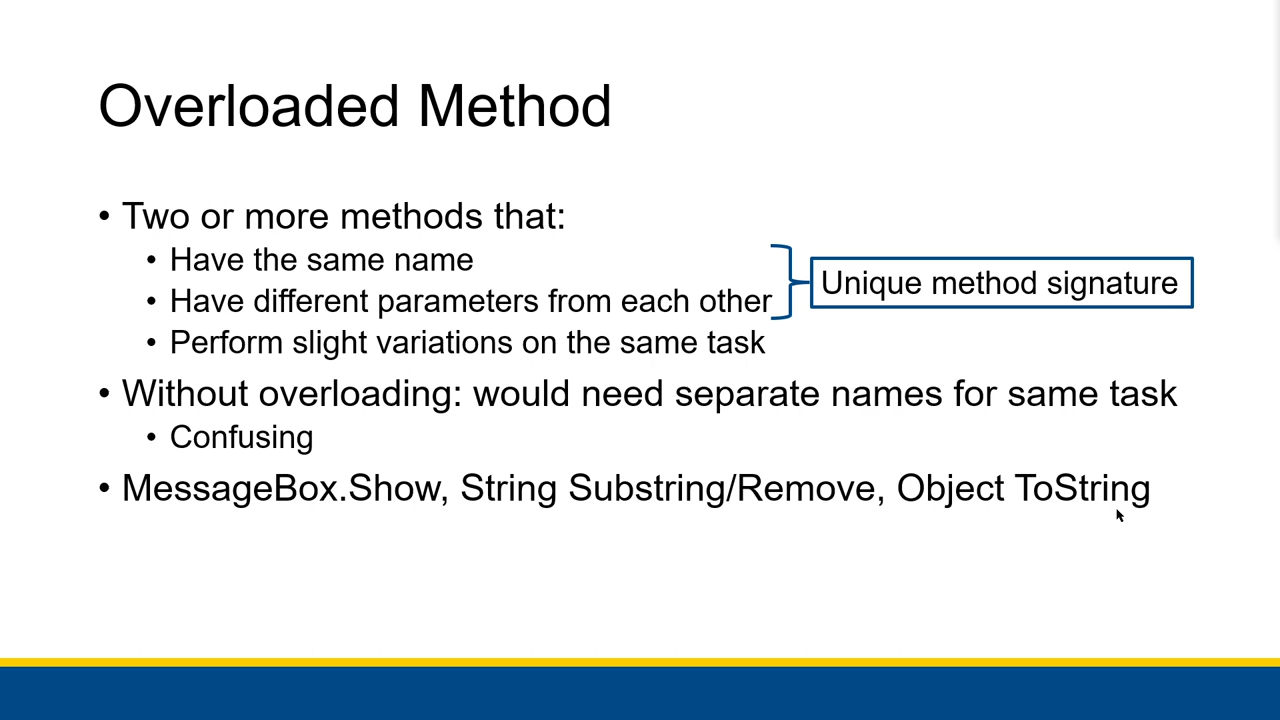 Overloaded Method
• Two or more methods that:
• Have the same name
• Have different parameters from each other
Unique method signature
• Perform slight variations on the same task
• Without overloading: would need separate names for same task
• Confusing
• MessageBox.Show, String Substring/Remove, Object ToString